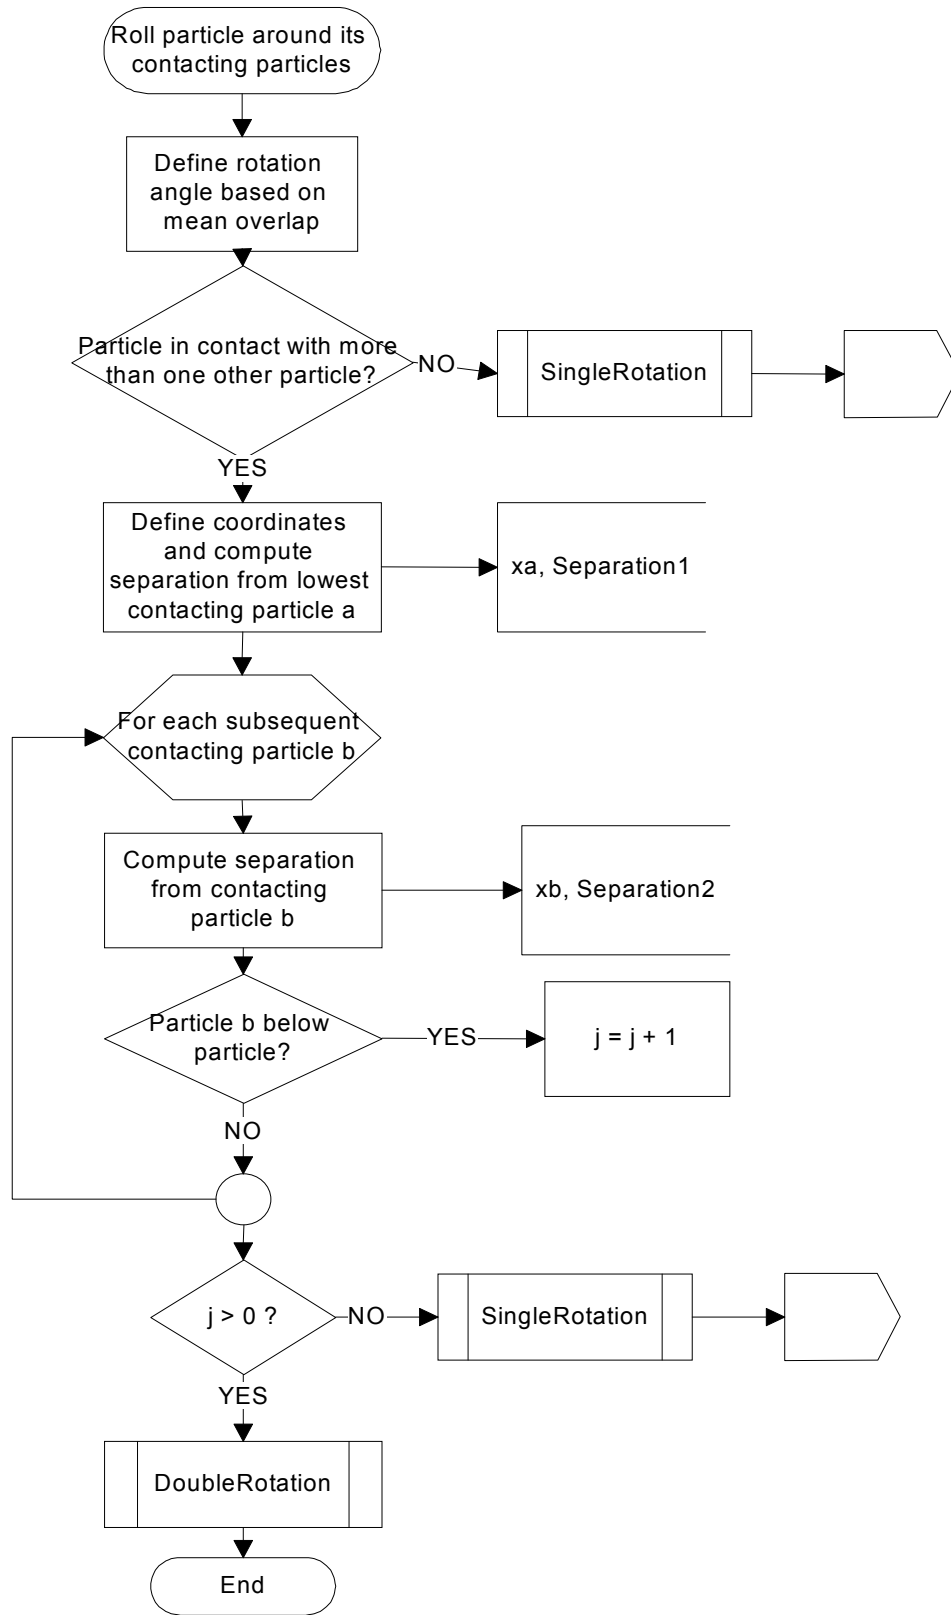 Roll particle around its
contacting particles
Define rotation
angle based on
mean overlap
Particle in contact with more
than one other particle?
NO
SingleRotation
YES
Define coordinates
and compute
separation from lowest
contacting particle a
xa, Separation1
For each subsequent
contacting particle b
Compute separation
from contacting
particle b
xb, Separation2
Particle b below
particle?
YES
j = j + 1
NO
j > 0 ?
NO
SingleRotation
YES
DoubleRotation
End